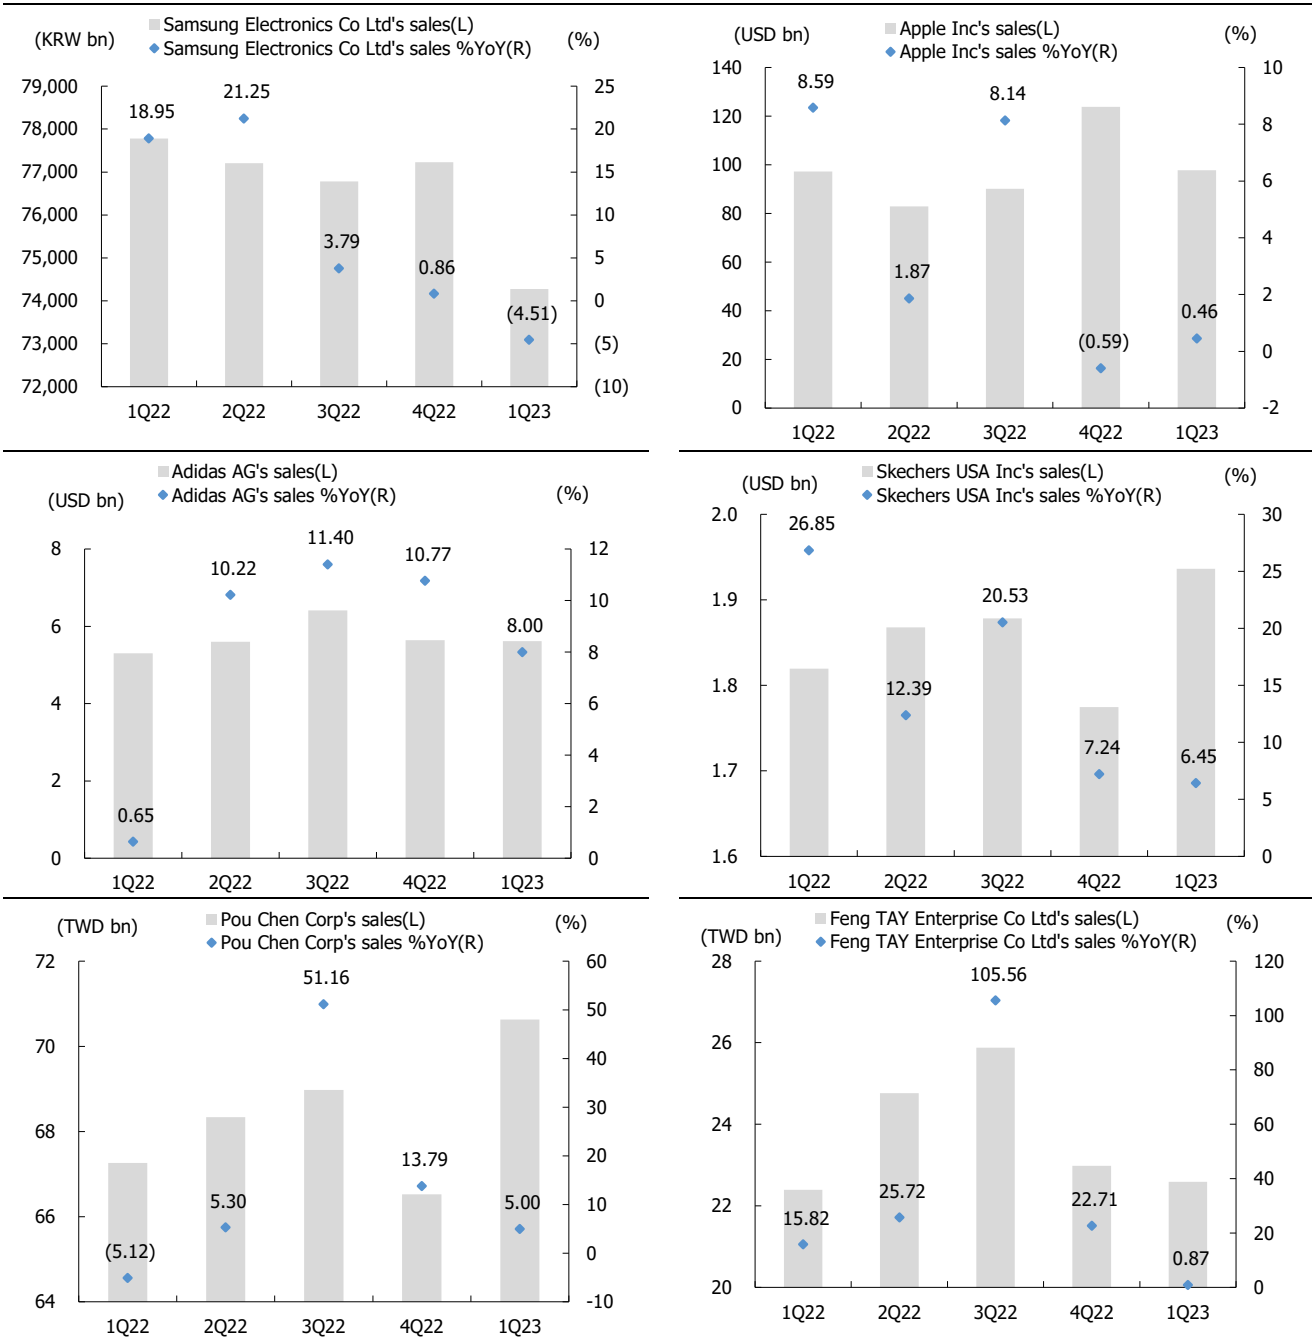 Samsung Electronics Co Ltd's sales(L)
Samsung Electronics Co Ltd's sales %YoY(R)
(KRW bn)
(%)
79,000
78,000
77,000
76,000
75,000
74,000
73,000
72,000
25
20
15
10
5
0
(5)
(10)
18.95
21.25
3.79
0.86
(4.51)
1Q22
2Q22
3Q22
4Q22
1Q23
Apple Inc's sales(L)
Apple Inc's sales %YoY(R)
(USD bn)
(%)
140
120
100
80
60
40
20
0
10
8
6
4
2
0
-2
8.59
1.87
8.14
(0.59)
0.46
1Q22
2Q22
3Q22
4Q22
1Q23
Adidas AG's sales(L)
Adidas AG's sales %YoY(R)
(USD bn)
(%)
8
6
4
2
0
12
10
8
6
4
2
0
0.65
10.22
11.40
10.77
8.00
1Q22
2Q22
3Q22
4Q22
1Q23
Skechers USA Inc's sales(L)
Skechers USA Inc's sales %YoY(R)
(USD bn)
(%)
2.0
1.9
1.8
1.7
1.6
30
25
20
15
10
5
0
26.85
12.39
20.53
7.24
6.45
1Q22
2Q22
3Q22
4Q22
1Q23
Pou Chen Corp's sales(L)
Pou Chen Corp's sales %YoY(R)
(TWD bn)
(%)
72
70
68
66
64
60
50
40
30
20
10
0
-10
(5.12)
5.30
51.16
13.79
5.00
1Q22
2Q22
3Q22
4Q22
1Q23
Feng TAY Enterprise Co Ltd's sales(L)
Feng TAY Enterprise Co Ltd's sales %YoY(R)
(TWD bn)
(%)
28
26
24
22
20
120
100
80
60
40
20
0
15.82
25.72
105.56
22.71
0.87
1Q22
2Q22
3Q22
4Q22
1Q23